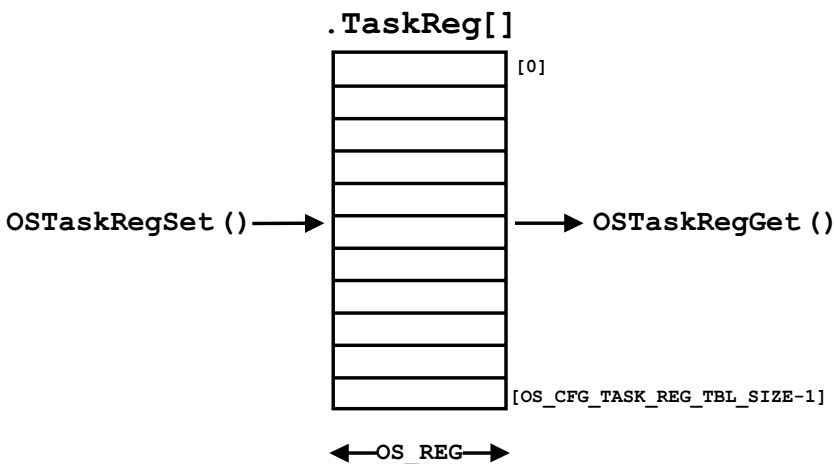 .TaskReg[]
[0]
OSTaskRegSet()
OSTaskRegGet()
[OS_CFG_TASK_REG_TBL_SIZE-1]
OS_REG